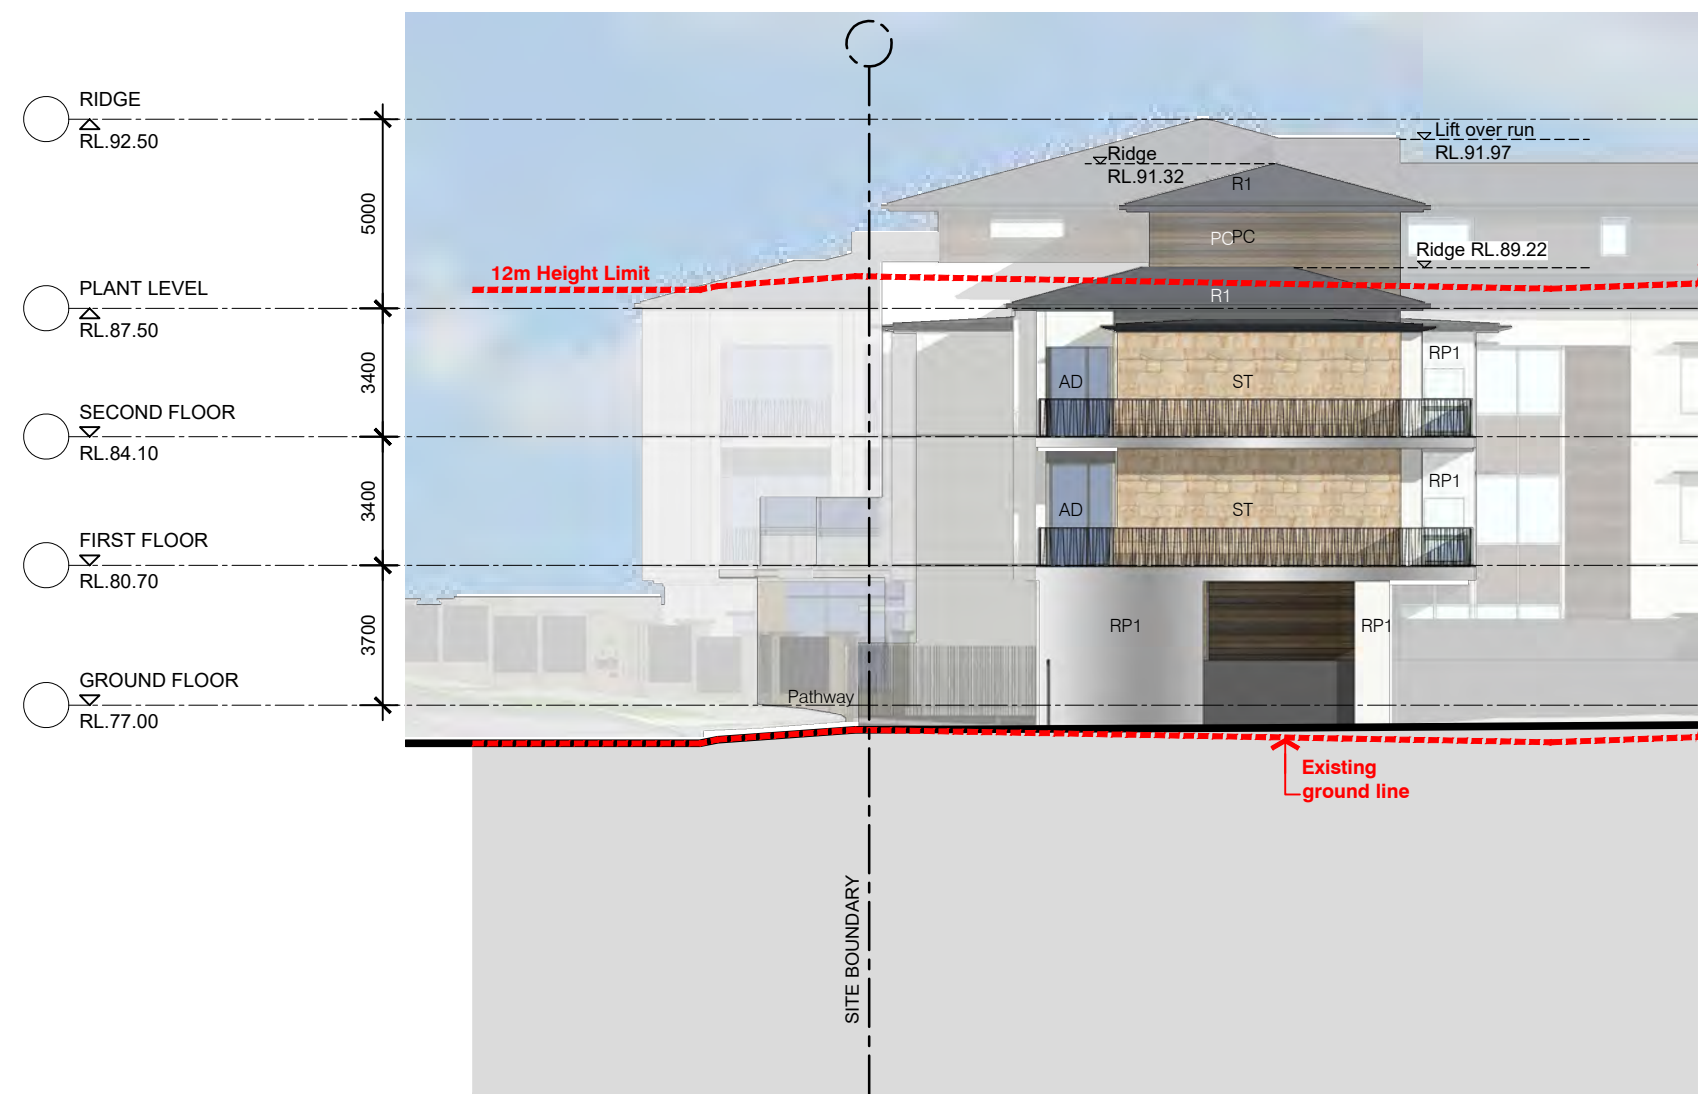 RIDGE
RL.92.50
5000
PLANT LEVEL
RL.87.50
3400
SECOND FLOOR
RL.84.10
3400
FIRST FLOOR
RL.80.70
3700
GROUND FLOOR
RL.77.00
12m Height Limit
Lift over run
RL.91.97
Ridge
RL.91.32
R1
PC PC
Ridge RL.89.22
R1
RP1
AD
ST
RP1
AD
ST
RP1
RP1
Pathway
Existing
ground line
SITE BOUNDARY